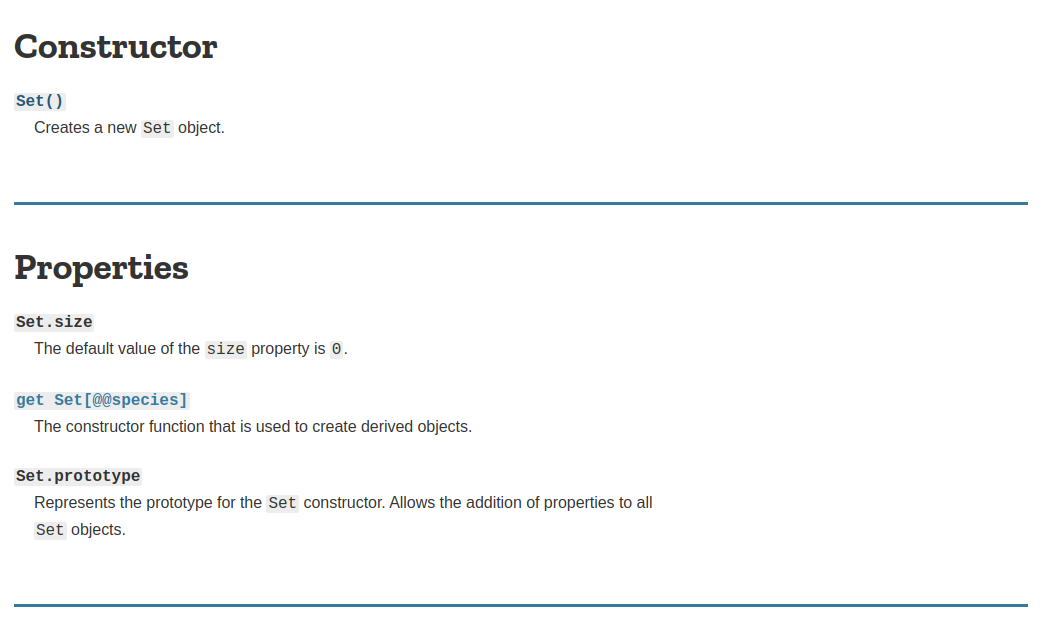 Constructor
Set()
Creates a new Set object.
Properties
Set.size
The default value of the size property is 0.
get Set[@@species]
The constructor function that is used to create derived objects.
Set.prototype
Represents the prototype for the Set constructor. Allows the addition of properties to all
Set objects.